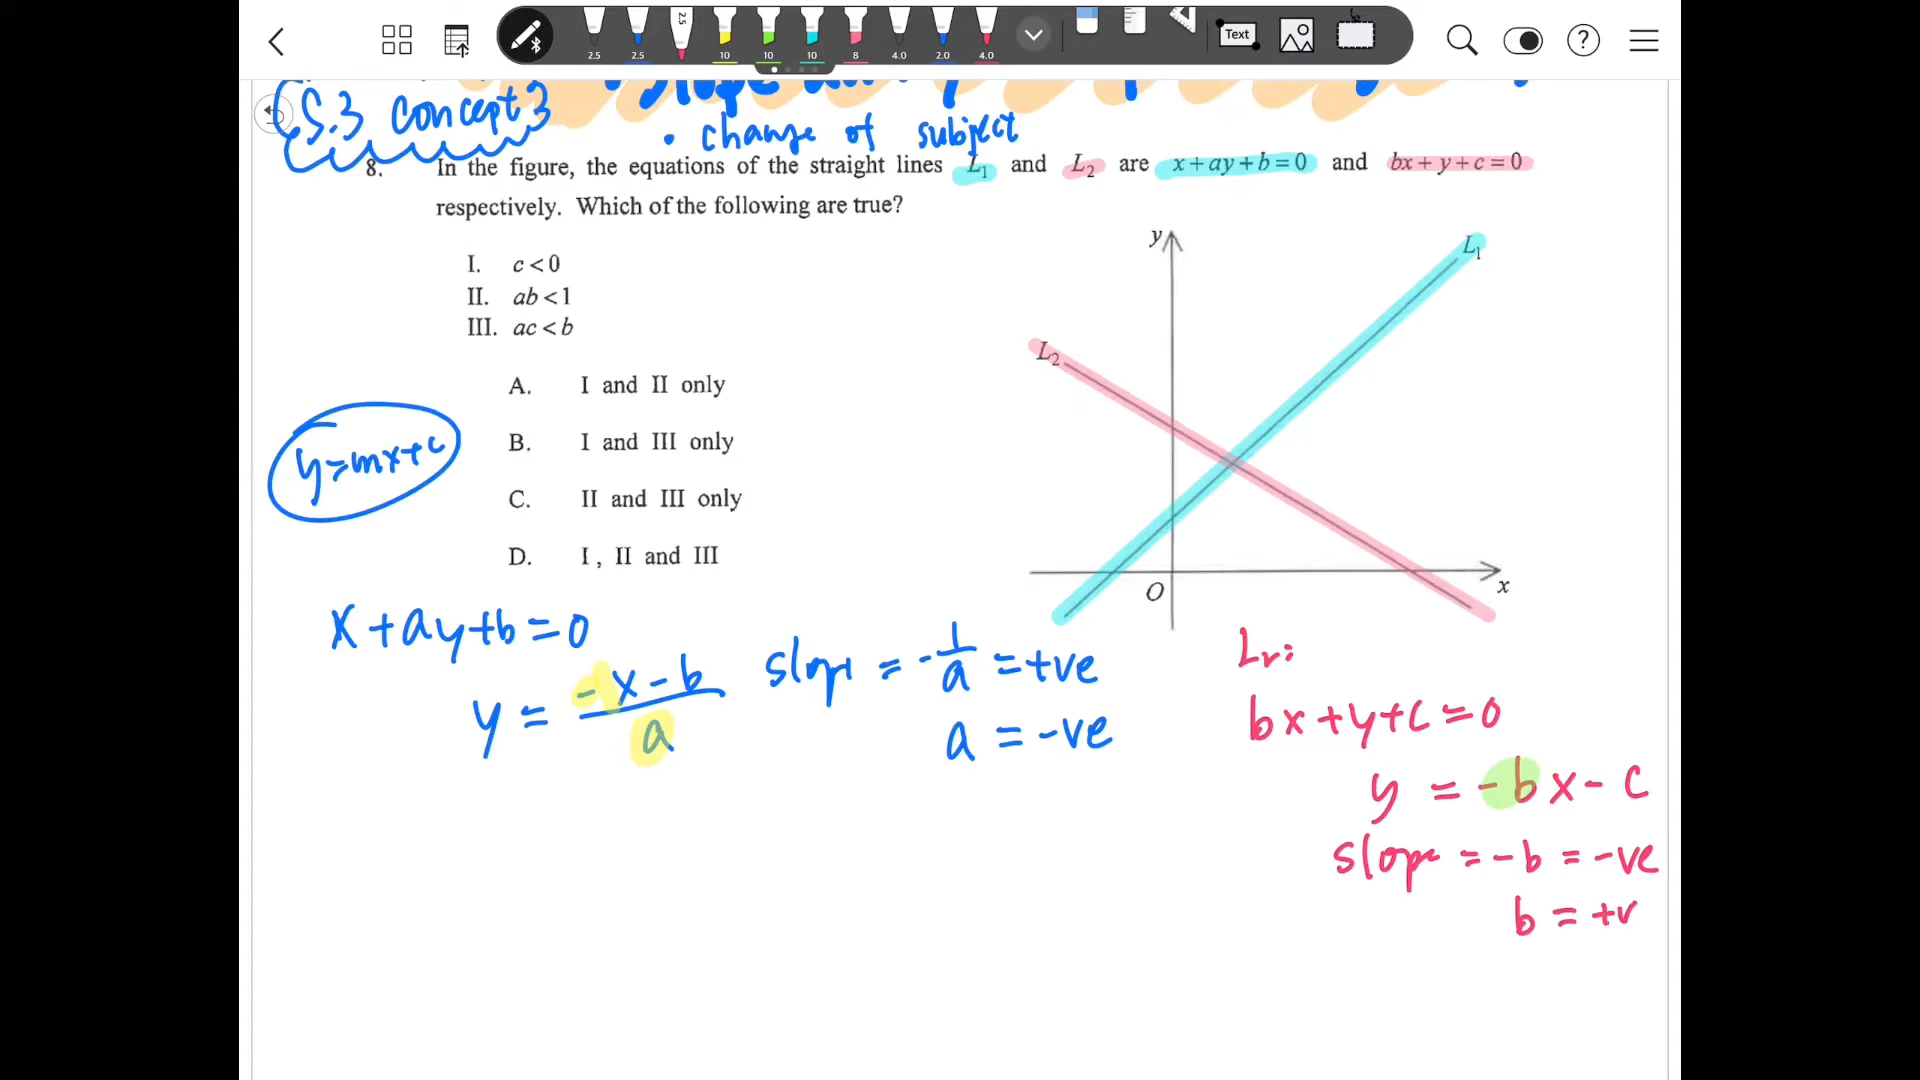 2.5 2.5 2.5 10 10 10 8 4.0 2.0 4.0 Text ?
S.3 concept 3
• change of subject
8. In the figure, the equations of the straight lines L1 and L2 are x+ay+b=0 and bx+y+c=0
respectively. Which of the following are true?
I. c<0
II. ab<1
III. ac<b
A. I and II only
B. I and III only
C. II and III only
D. I, II and III
y=mx+c
y
L1
L2
O
x
x+ay+b=0
y = -x-b/a
slope = -1/a = +ve
a = -ve
L2:
bx+y+c=0
y = -bx-c
slope = -b = -ve
b = +v